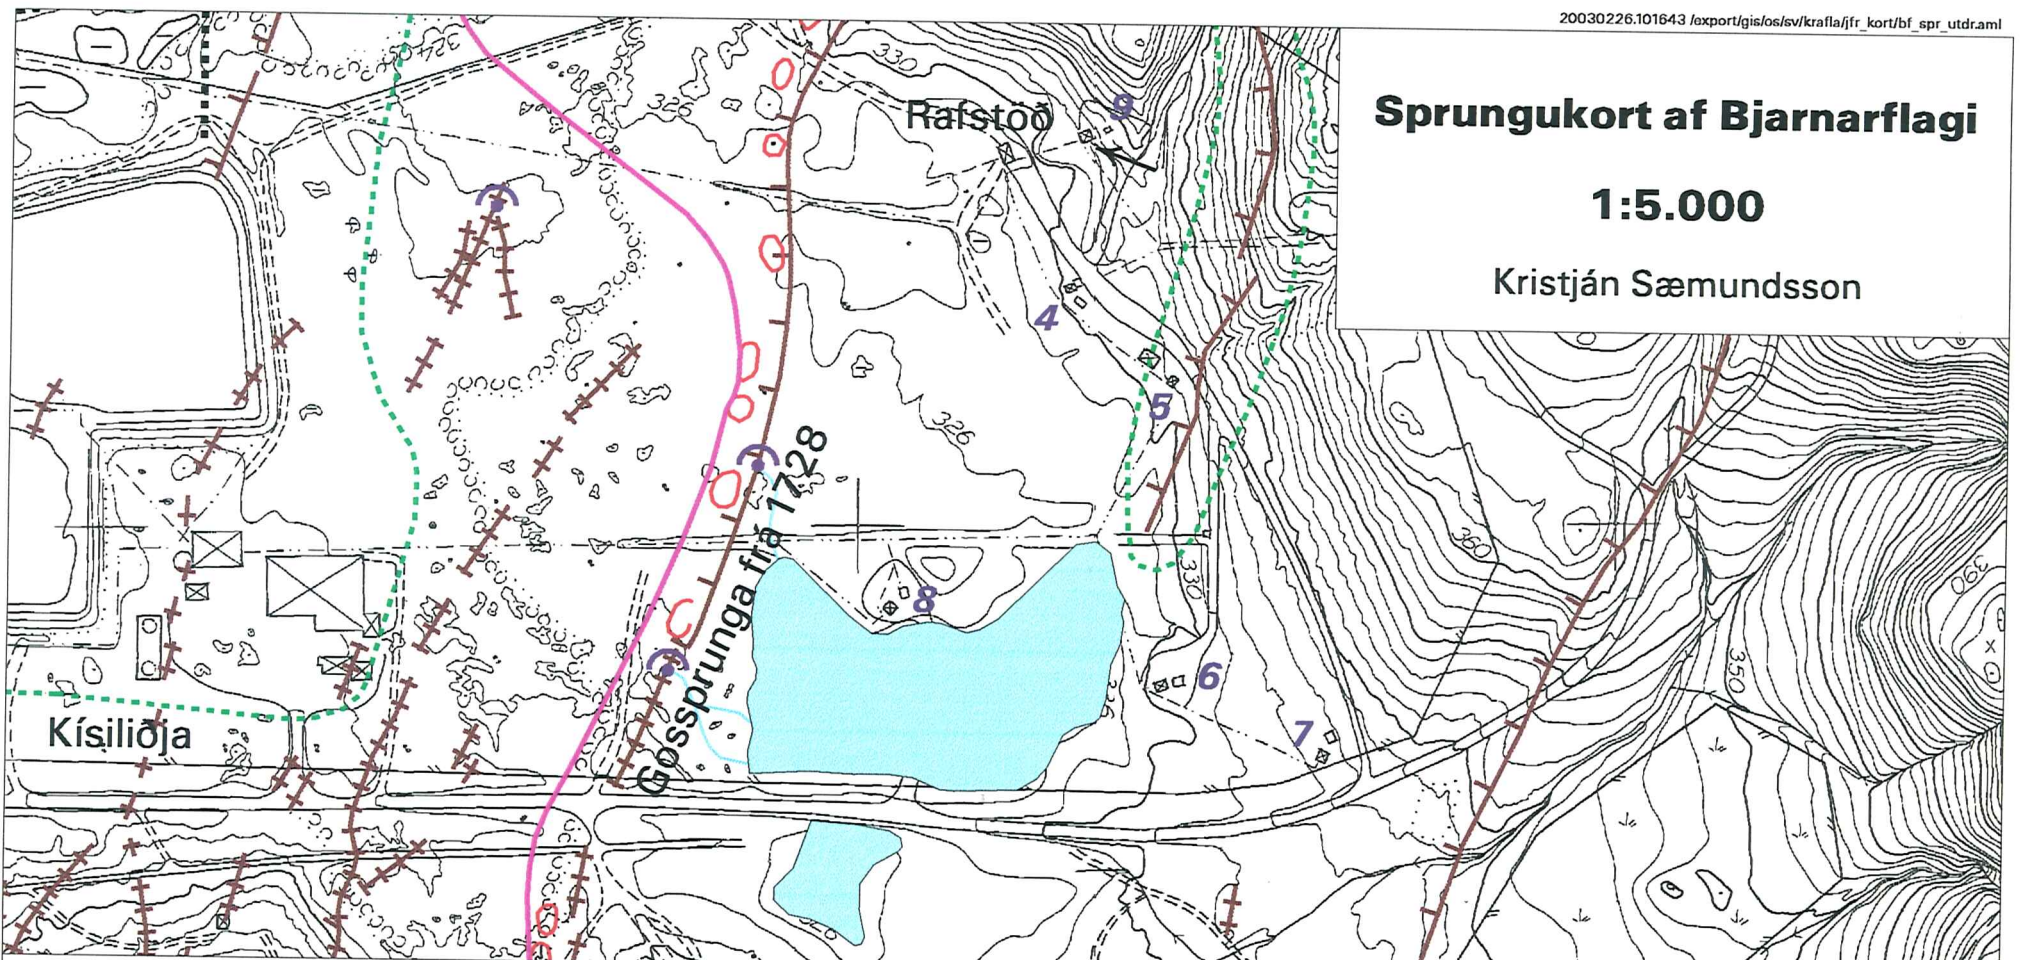 20030226.101643 /export/gis/os/sv/krafla/jfr_kort/bf_spr_utdr.aml
Sprungukort af Bjarnarflagi
1:5.000
Kristján Sæmundsson
324
330
326
Rafstöð
9
4
5
326
Gossprunga frá 1728
8
330
360
390
6
350
7
Kísiliðja